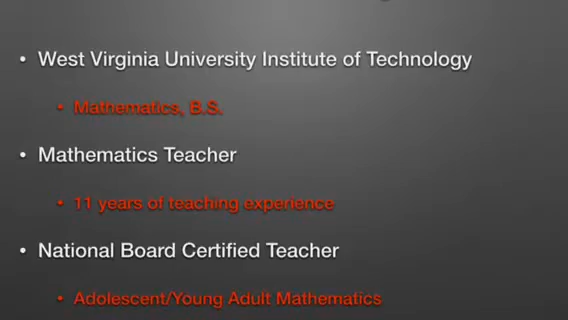 • West Virginia University Institute of Technology
• Mathematics, B.S.
• Mathematics Teacher
• 11 years of teaching experience
• National Board Certified Teacher
• Adolescent/Young Adult Mathematics